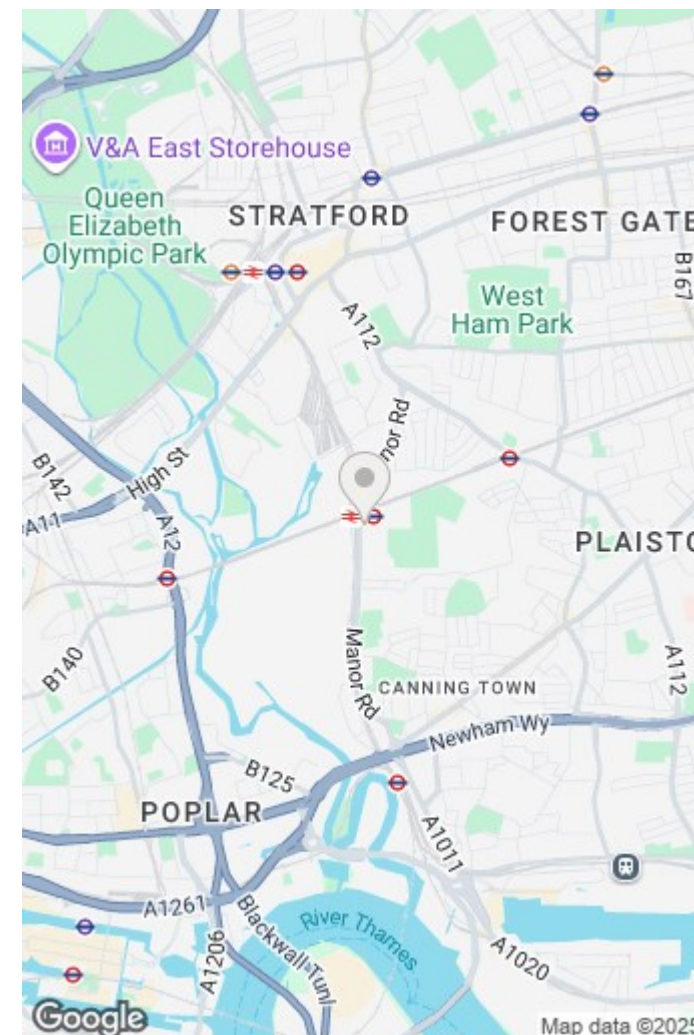 V&A East Storehouse
Queen
Elizabeth
Olympic Park
STRATFORD
FOREST GATE
B167
West
Ham Park
A112
nor Rd
B142
High St
A11
A12
PLAISTO
Manor Rd
B140
CANNING TOWN
A112
Newham Wy
B125
POPLAR
A1011
A1261
Blackwall Tunl
River Thames
A1206
A1020
Google
Map data ©2025